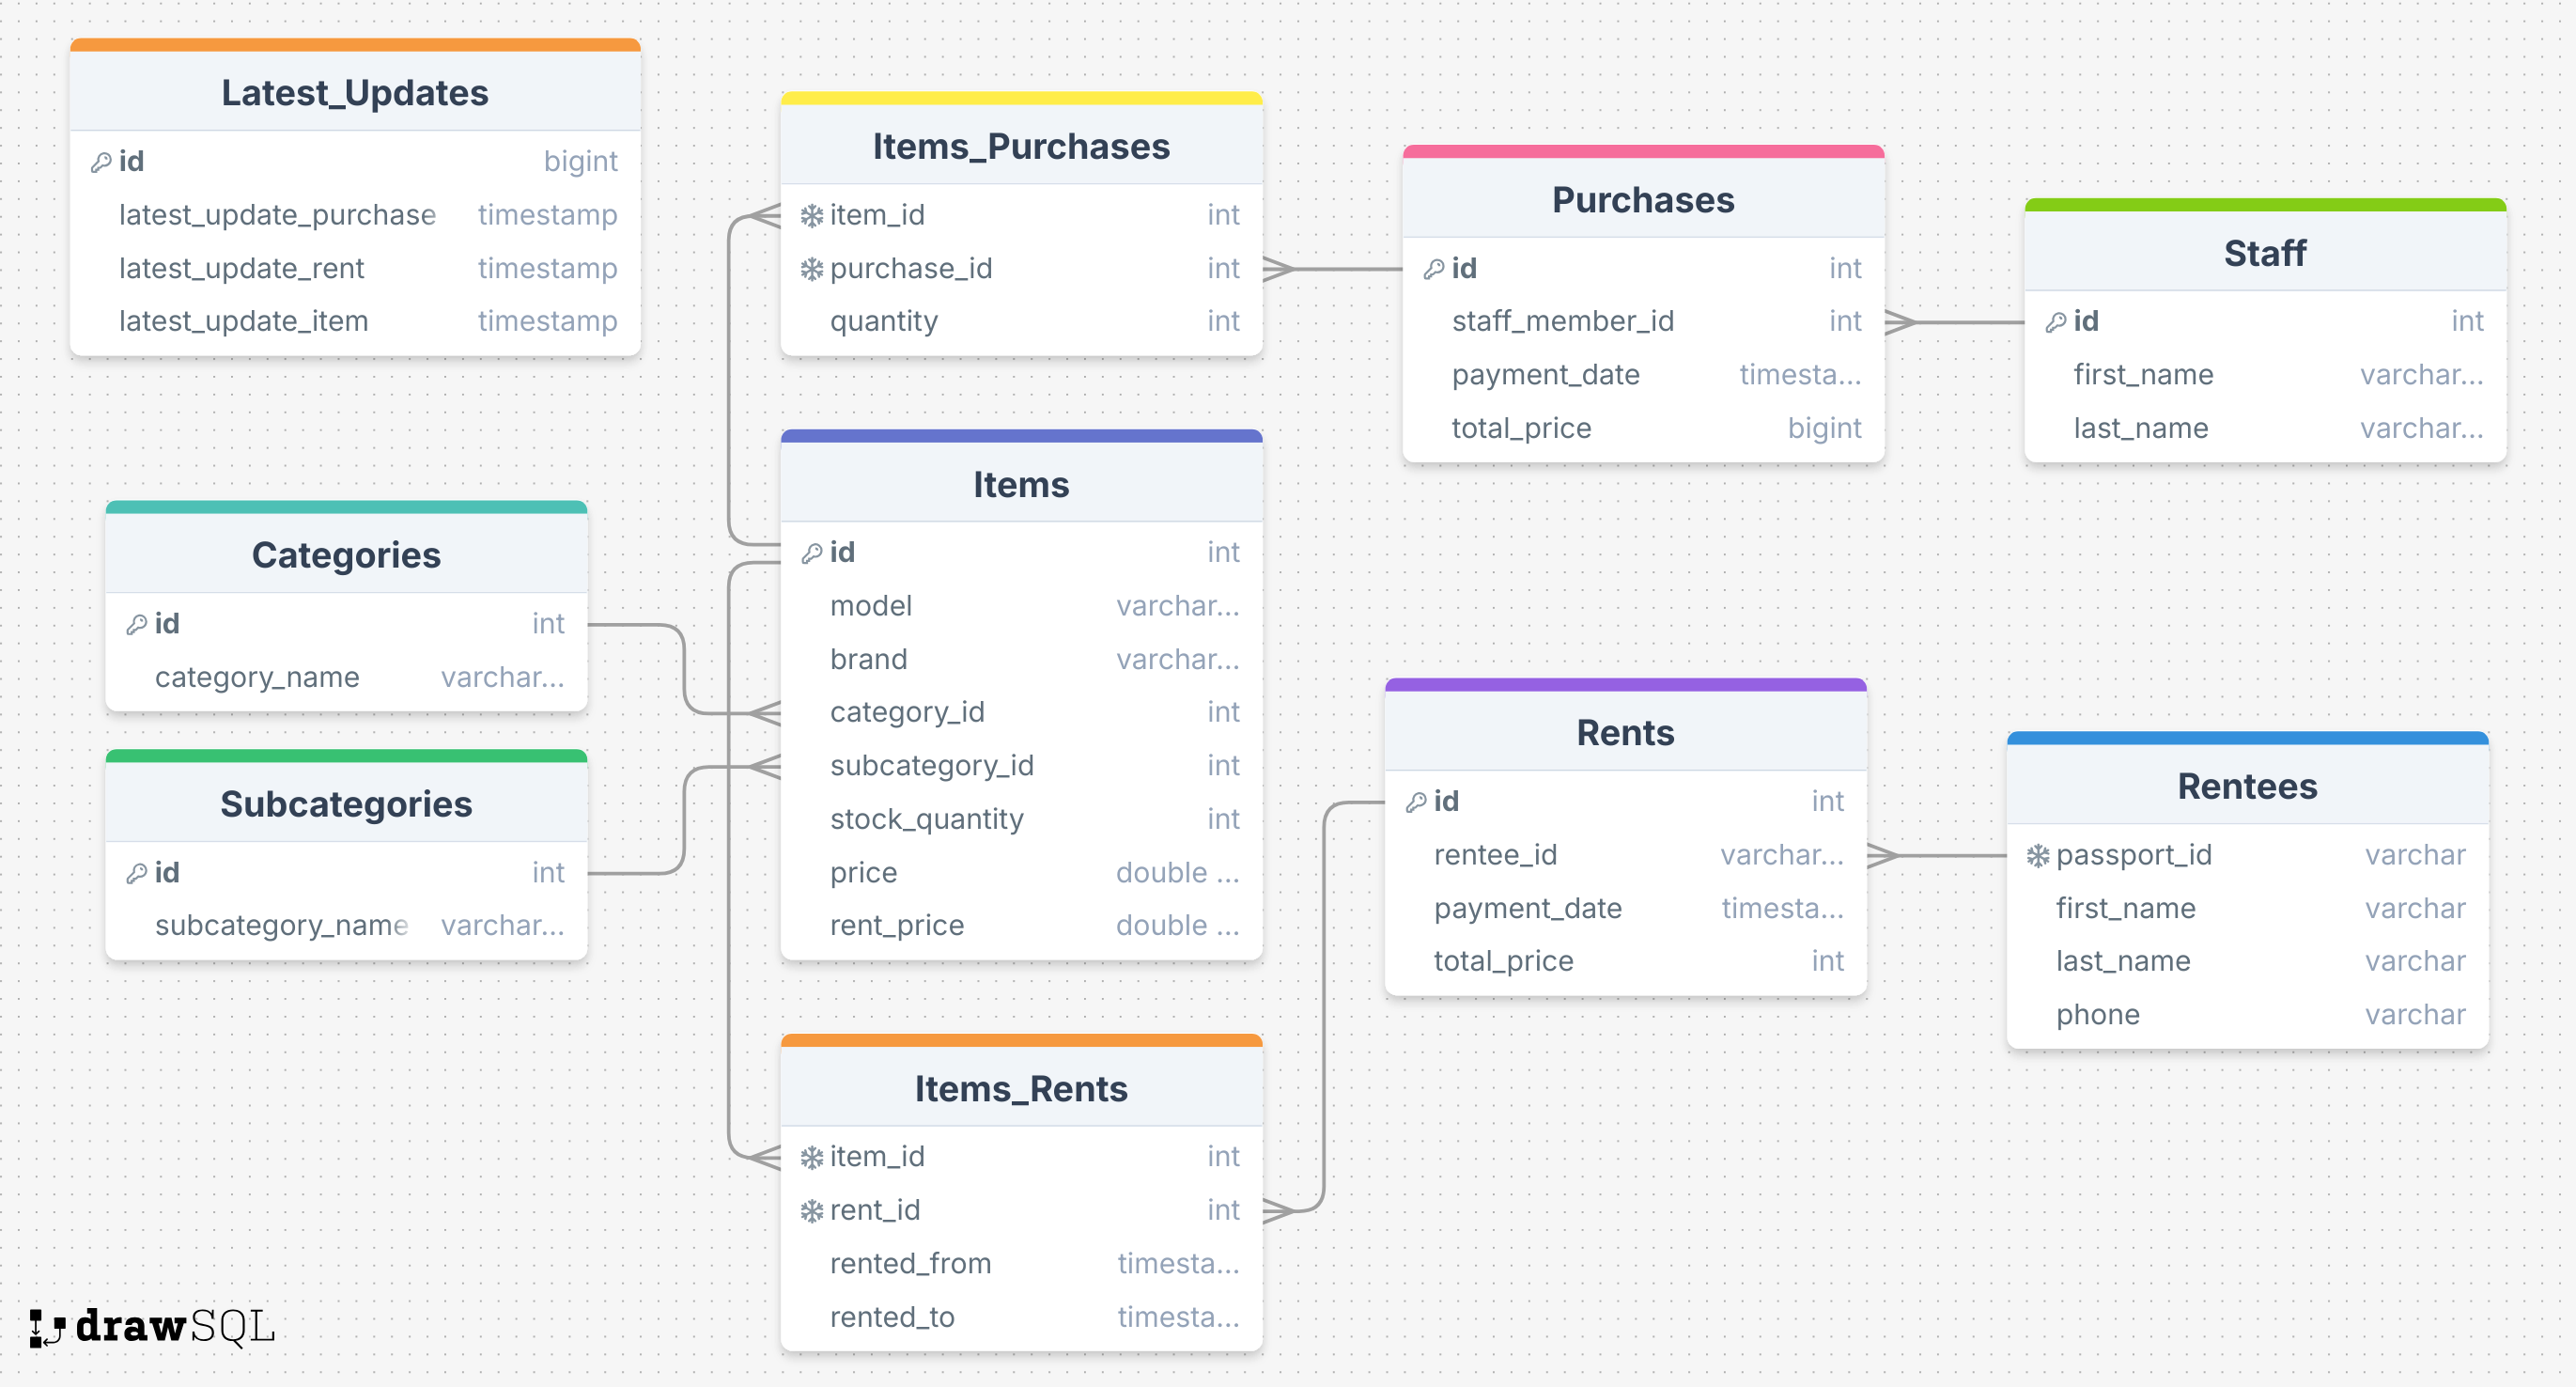 Latest_Updates
id bigint
latest_update_purchase timestamp
latest_update_rent timestamp
latest_update_item timestamp
Items_Purchases
item_id int
purchase_id int
quantity int
Purchases
id int
staff_member_id int
payment_date timesta...
total_price bigint
Staff
id int
first_name varchar...
last_name varchar...
Categories
id int
category_name varchar...
Subcategories
id int
subcategory_name varchar...
Items
id int
model varchar...
brand varchar...
category_id int
subcategory_id int
stock_quantity int
price double ...
rent_price double ...
Rents
id int
rentee_id varchar...
payment_date timesta...
total_price int
Rentees
passport_id varchar
first_name varchar
last_name varchar
phone varchar
Items_Rents
item_id int
rent_id int
rented_from timesta...
rented_to timesta...
drawSQL